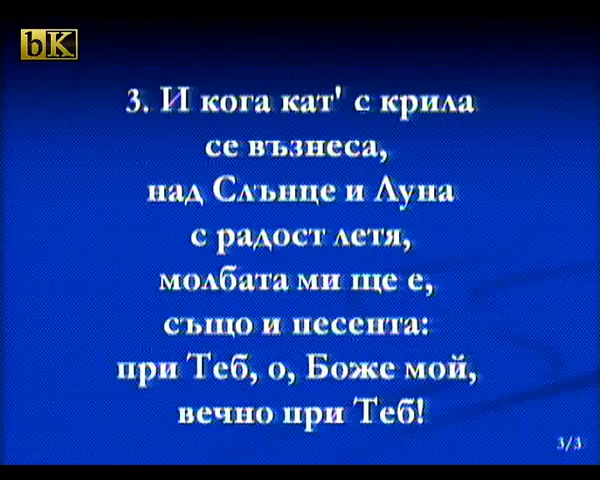 bK
3. И кога кат' с крила
се възнеса,
над Слънце и Луна
с радост летя,
молбата ми ще е,
също и песента:
при Теб, о, Боже мой,
вечно при Теб!
3/3